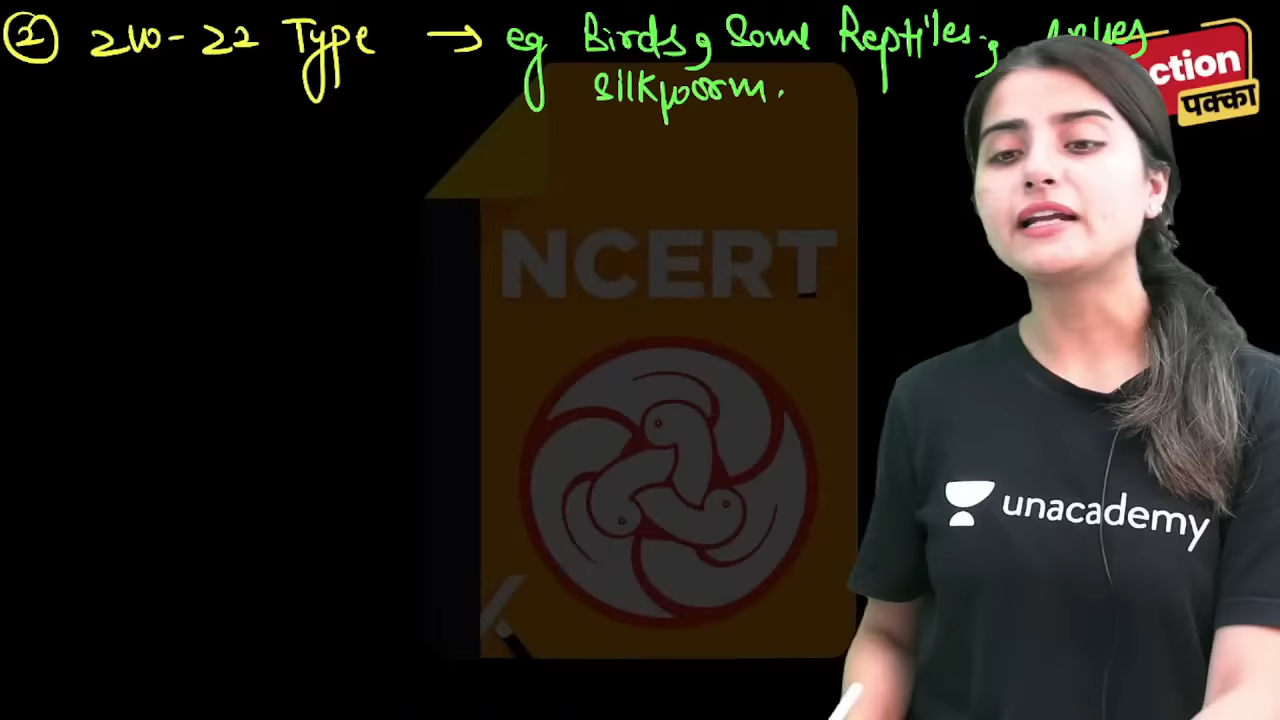 ② ZW-ZZ Type → eg Birds, Some Reptiles,
silkworm.
ction
पक्का
NCERT
unacademy